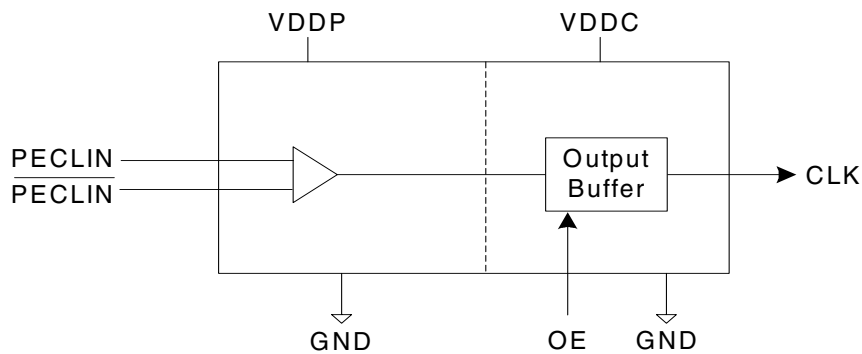 VDDP
VDDC
PECLIN
PECLIN
Output
Buffer
CLK
GND
OE
GND